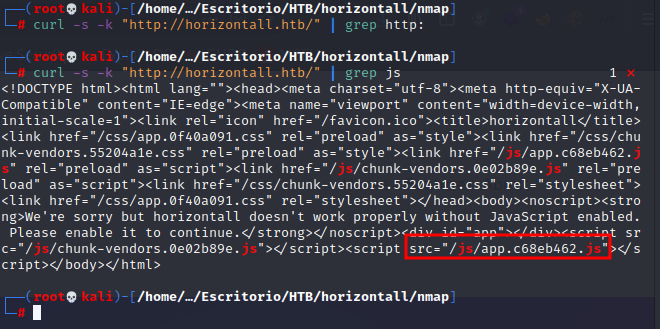 (root💀kali)-[/home/…/Escritorio/HTB/horizontall/nmap]
# curl -s -k "http://horizontall.htb/" | grep http:
(root💀kali)-[/home/…/Escritorio/HTB/horizontall/nmap]
# curl -s -k "http://horizontall.htb/" | grep js 1 ⨯
<!DOCTYPE html><html lang=""><head><meta charset="utf-8"><meta http-equiv="X-UA-
Compatible" content="IE=edge"><meta name="viewport" content="width=device-width,
initial-scale=1"><link rel="icon" href="/favicon.ico"><title>horizontall</title>
<link href="/css/app.0f40a091.css" rel="preload" as="style"><link href="/css/chu
nk-vendors.55204a1e.css" rel="preload" as="style"><link href="/js/app.c68eb462.j
s" rel="preload" as="script"><link href="/js/chunk-vendors.0e02b89e.js" rel="pre
load" as="script"><link href="/css/chunk-vendors.55204a1e.css" rel="stylesheet">
<link href="/css/app.0f40a091.css" rel="stylesheet"></head><body><noscript><stro
ng>We're sorry but horizontall doesn't work properly without JavaScript enabled.
Please enable it to continue.</strong></noscript><div id="app"></div><script sr
c="/js/chunk-vendors.0e02b89e.js"></script><script src="/js/app.c68eb462.js"></s
cript></body></html>
(root💀kali)-[/home/…/Escritorio/HTB/horizontall/nmap]
#